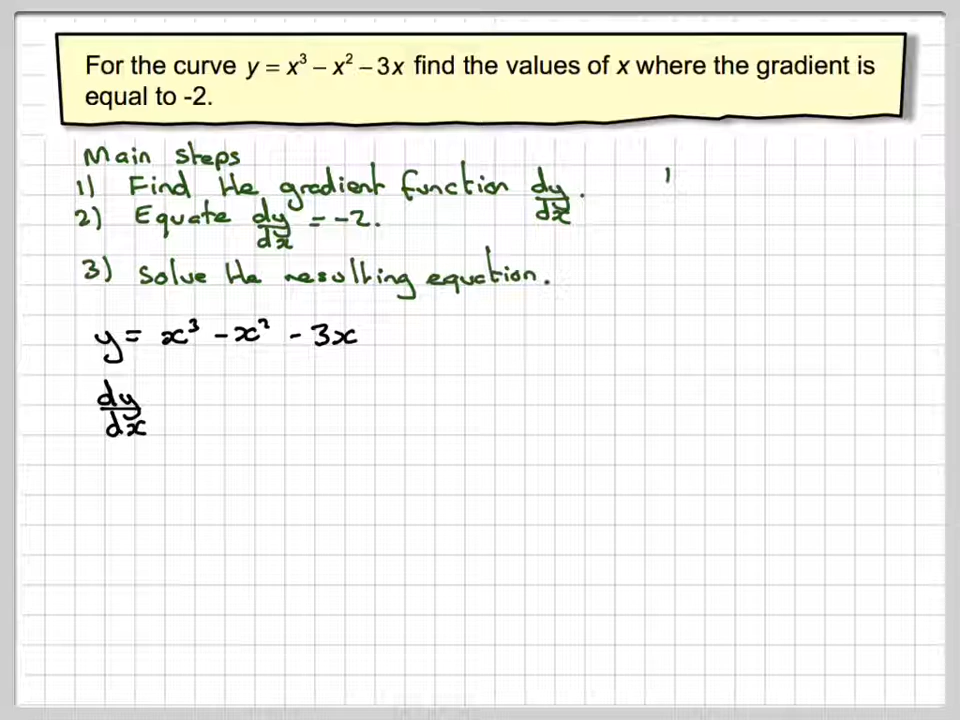 For the curve y = x³ – x² – 3x find the values of x where the gradient is
equal to -2.
Main steps
1) Find the gradient function dy/dx.
2) Equate dy/dx = -2.
3) Solve the resulting equation.
y = x³ - x² - 3x
dy/dx